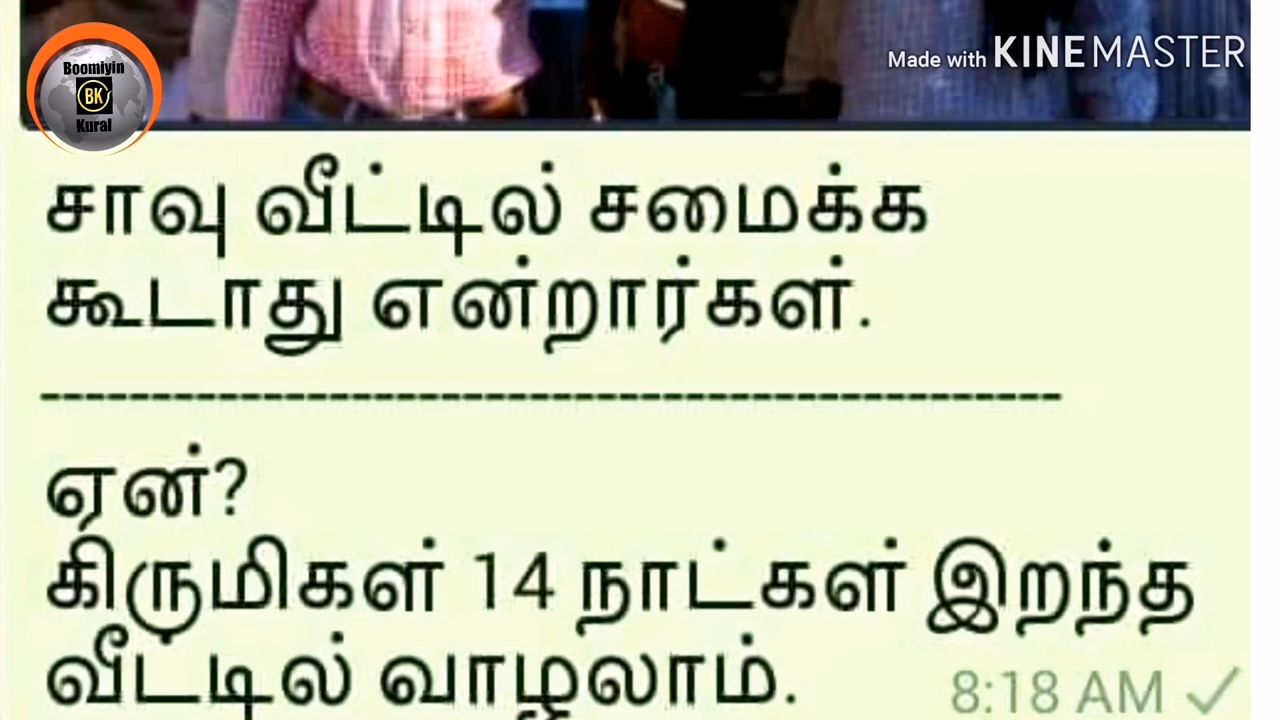 Boomiyin
BK
Kural
Made with KINEMASTER
சாவு வீட்டில் சமைக்க
கூடாது என்றார்கள்.
--------------------------------------------------
ஏன்?
கிருமிகள் 14 நாட்கள் இறந்த
வீட்டில் வாழலாம்.
8:18 AM